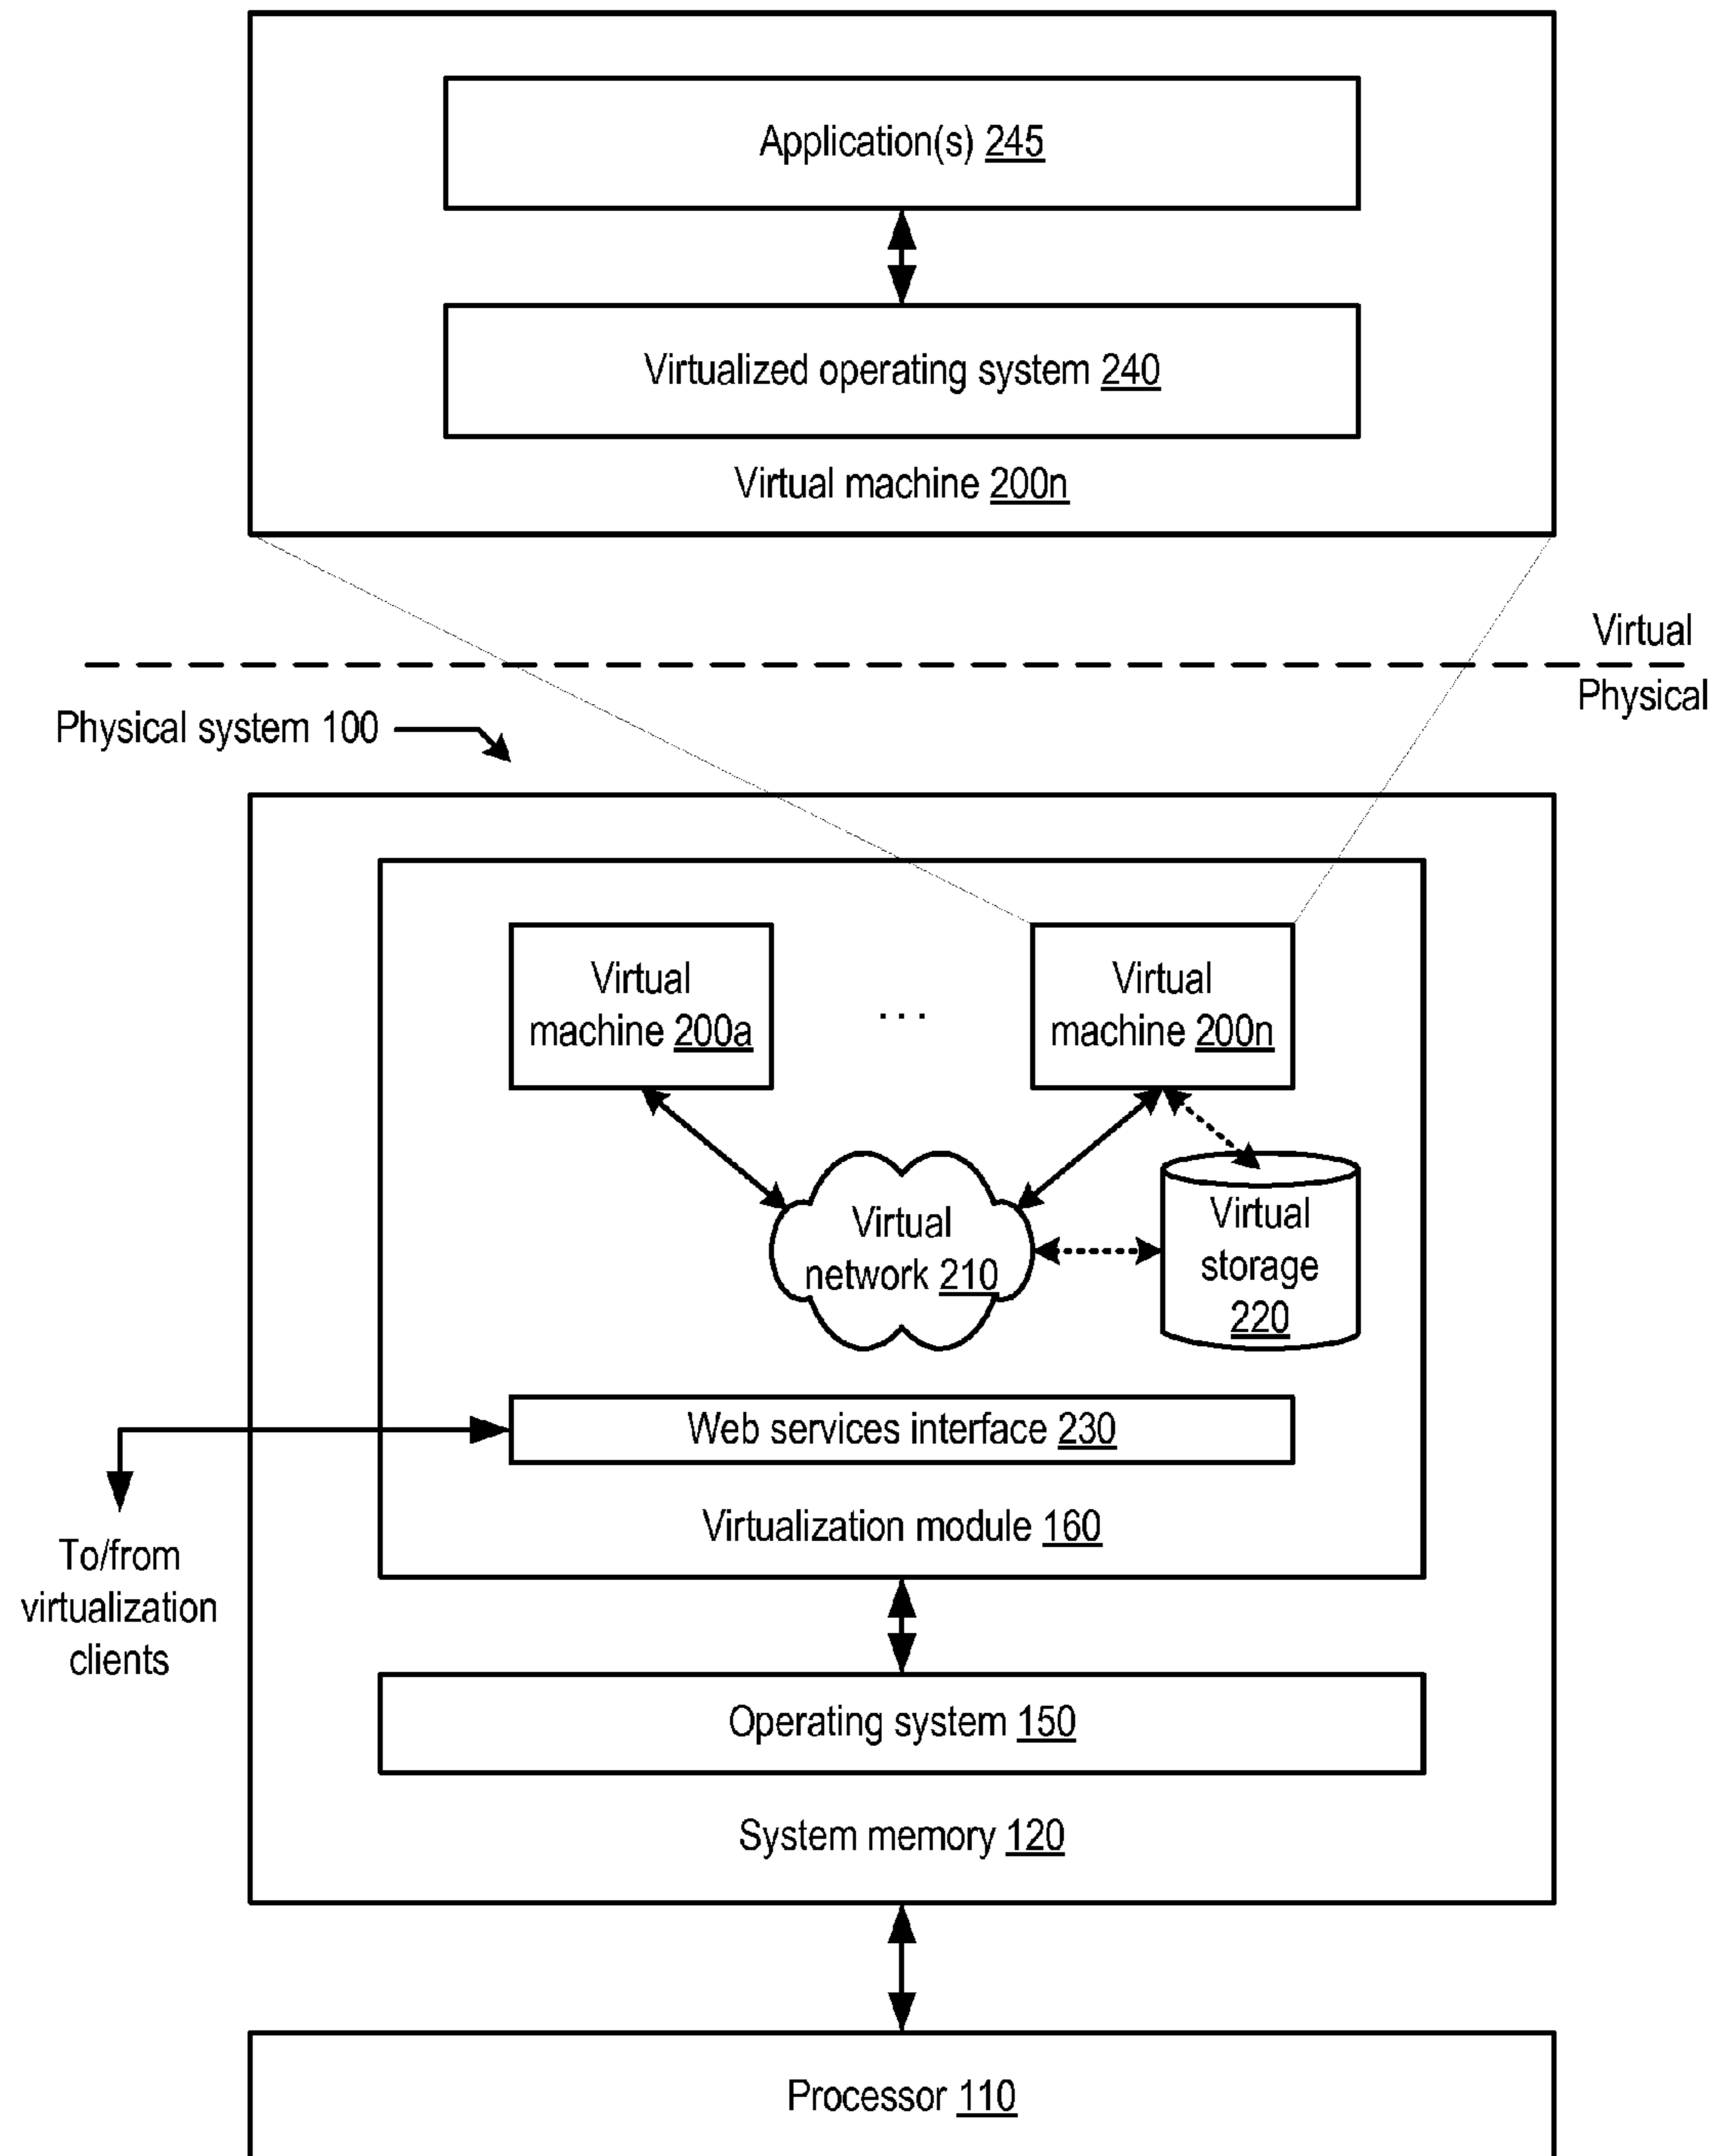 Application(s) 245
Virtualized operating system 240
Virtual machine 200n
Virtual
Physical
Physical system 100
Virtual
machine 200a
...
Virtual
machine 200n
Virtual
network 210
Virtual
storage
220
Web services interface 230
Virtualization module 160
To/from
virtualization
clients
Operating system 150
System memory 120
Processor 110